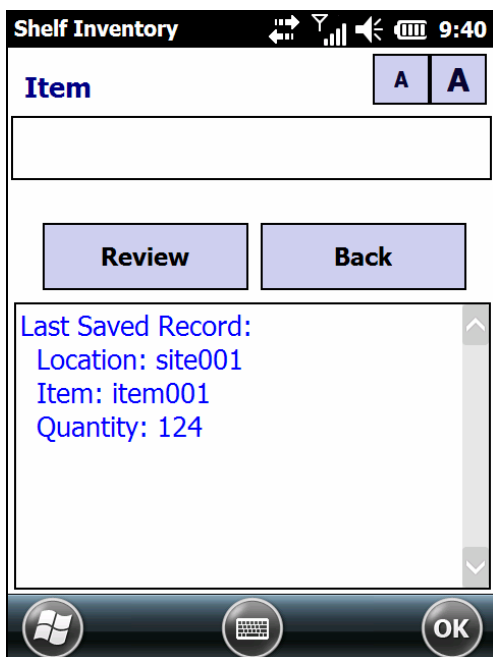 Shelf Inventory 9:40
Item A A
Review Back
Last Saved Record:
Location: site001
Item: item001
Quantity: 124
OK